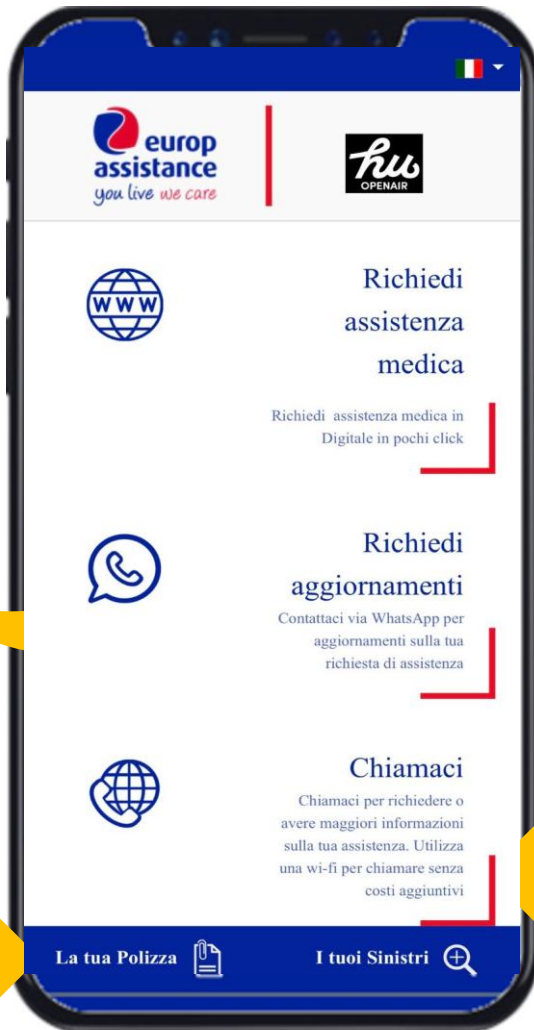 europ
assistance
you live we care
hu
OPENAIR
WWW
Richiedi
assistenza
medica
Richiedi assistenza medica in
Digitale in pochi click
Richiedi
aggiornamenti
Contattaci via WhatsApp per
aggiornamenti sulla tua
richiesta di assistenza
Chiamaci
Chiamaci per richiedere o
avere maggiori informazioni
sulla tua assistenza. Utilizza
una wi-fi per chiamare senza
costi aggiuntivi
La tua Polizza
I tuoi Sinistri